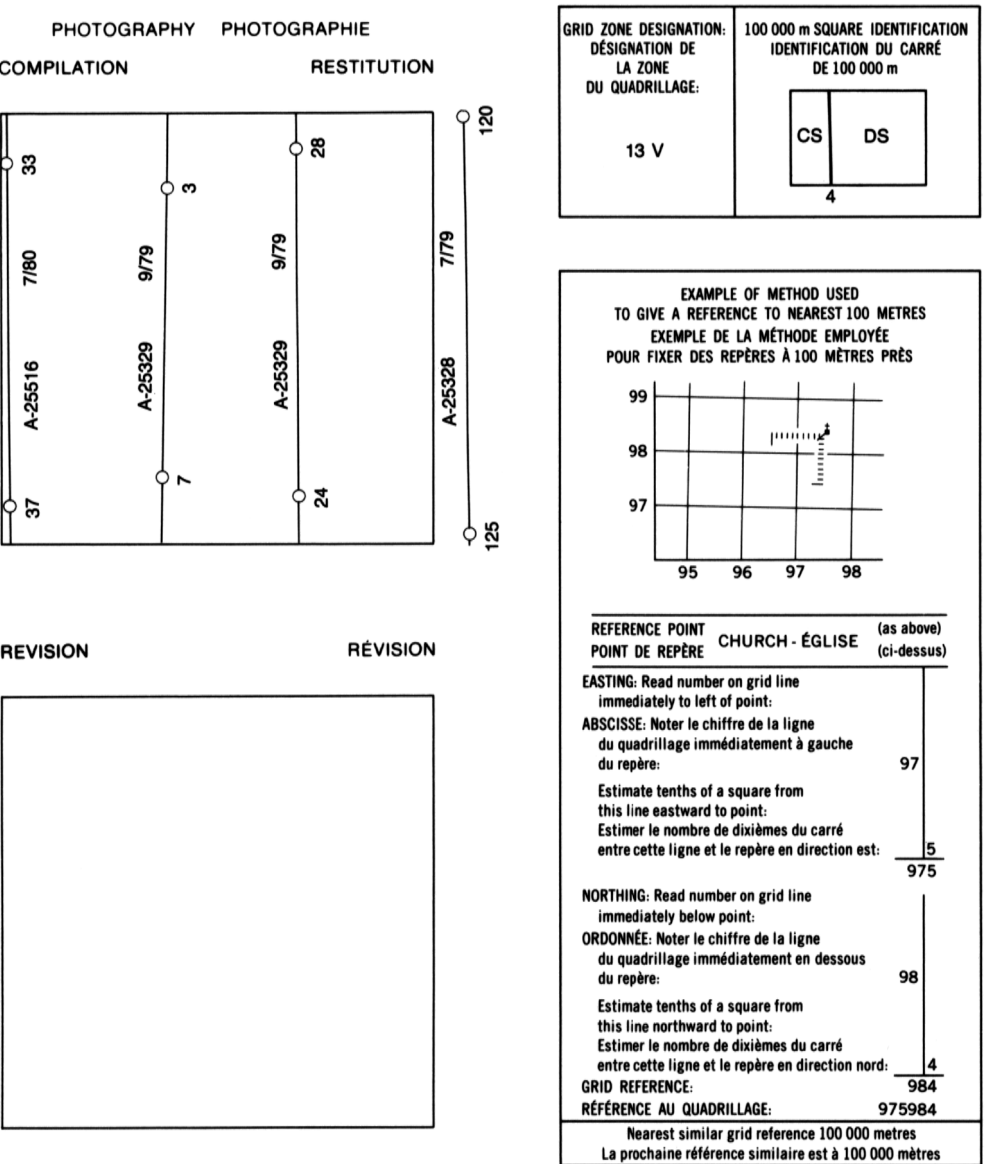 PHOTOGRAPHY PHOTOGRAPHIE
COMPILATION RESTITUTION
33
7/80
A-25516
37
3
9/79
A-25329
7
28
9/79
A-25329
24
120
7/79
A-25328
125
REVISION RÉVISION
GRID ZONE DESIGNATION:
DÉSIGNATION DE
LA ZONE
DU QUADRILLAGE:
13 V
100 000 m SQUARE IDENTIFICATION
IDENTIFICATION DU CARRÉ
DE 100 000 m
CS DS
4
EXAMPLE OF METHOD USED
TO GIVE A REFERENCE TO NEAREST 100 METRES
EXEMPLE DE LA MÉTHODE EMPLOYÉE
POUR FIXER DES REPÈRES À 100 MÈTRES PRÈS
99
98
97
95 96 97 98
REFERENCE POINT
POINT DE REPÈRE
CHURCH - ÉGLISE
(as above)
(ci-dessus)
EASTING: Read number on grid line
immediately to left of point:
ABSCISSE: Noter le chiffre de la ligne
du quadrillage immédiatement à gauche
du repère: 97
Estimate tenths of a square from
this line eastward to point:
Estimer le nombre de dixièmes du carré
entre cette ligne et le repère en direction est: 5
975
NORTHING: Read number on grid line
immediately below point:
ORDONNÉE: Noter le chiffre de la ligne
du quadrillage immédiatement en dessous
du repère: 98
Estimate tenths of a square from
this line northward to point:
Estimer le nombre de dixièmes du carré
entre cette ligne et le repère en direction nord: 4
GRID REFERENCE: 984
RÉFÉRENCE AU QUADRILLAGE: 975984
Nearest similar grid reference 100 000 metres
La prochaine référence similaire est à 100 000 mètres